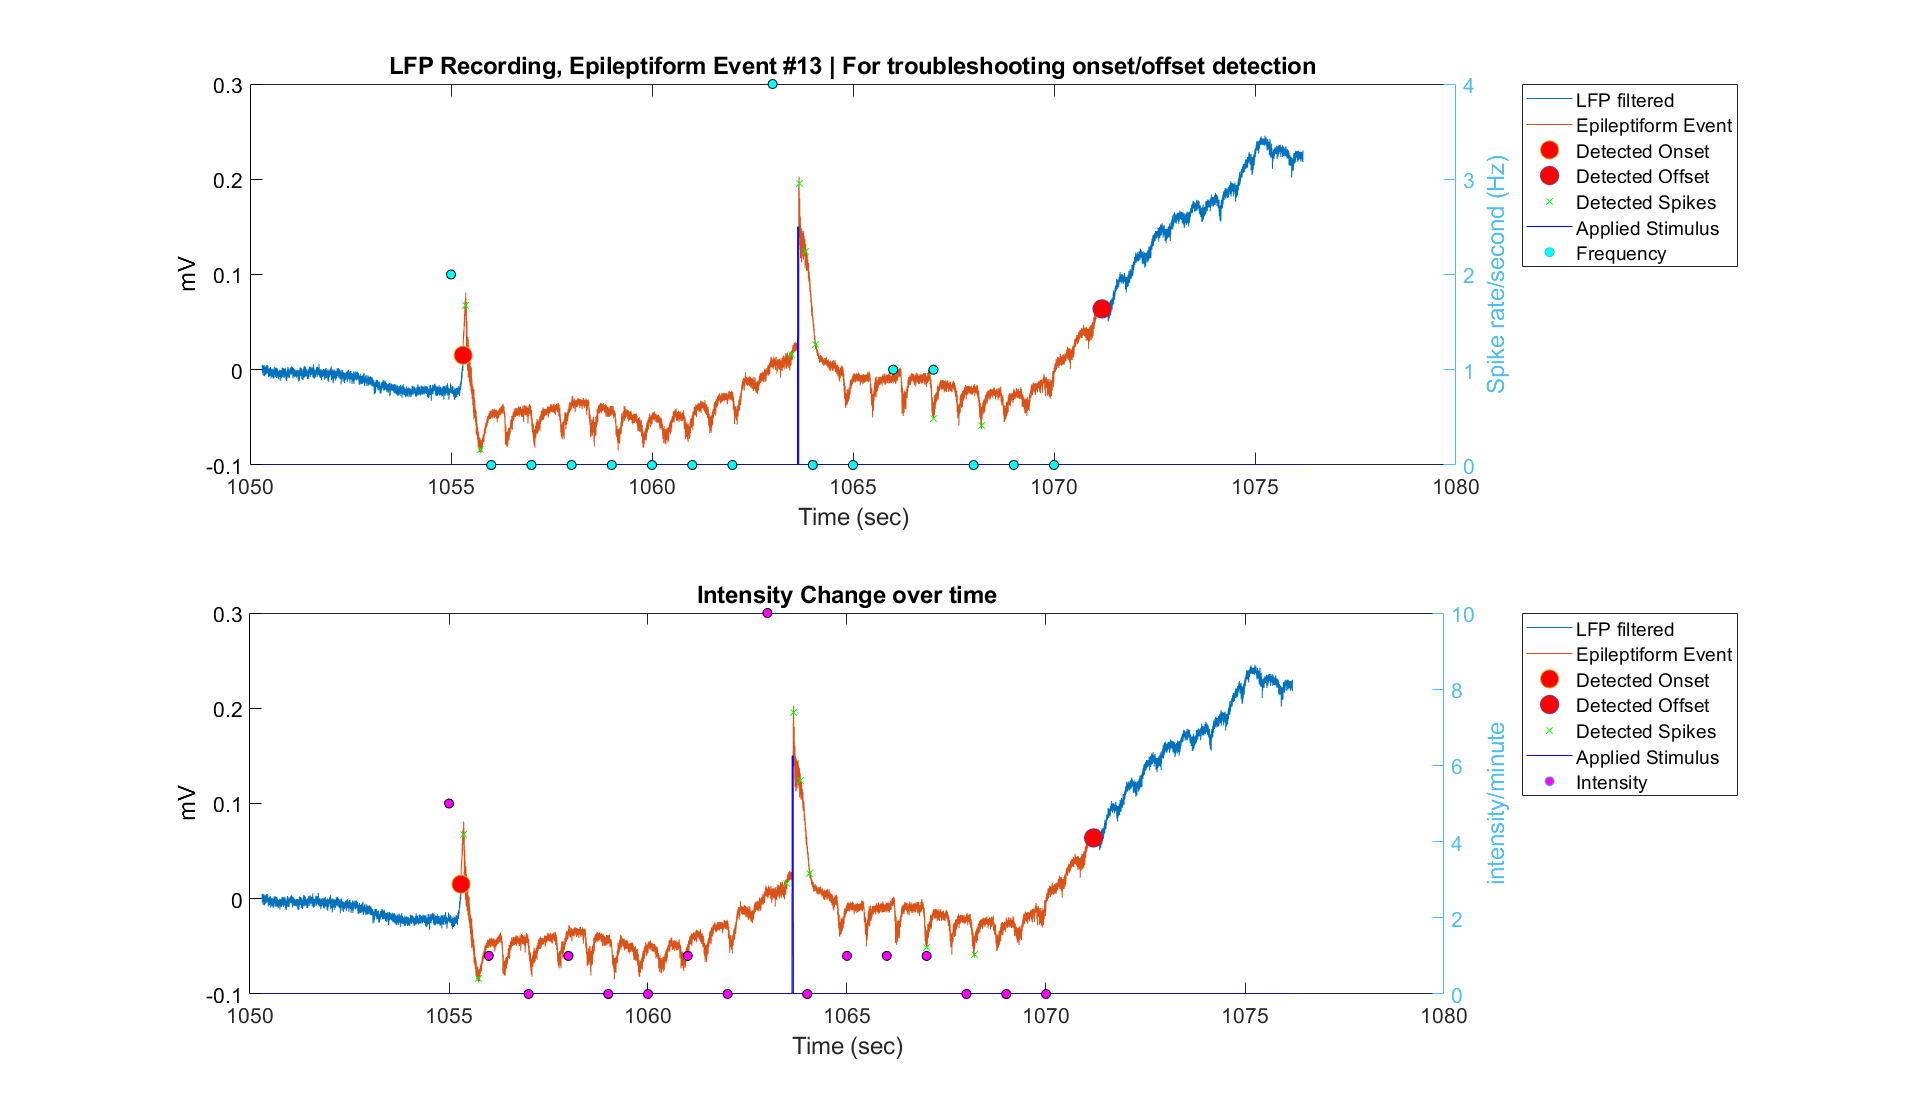 LFP Recording, Epileptiform Event #13 | For troubleshooting onset/offset detection
0.3
0.2
0.1
0
-0.1
mV
1050 1055 1060 1065 1070 1075 1080
Time (sec)
4
3
2
1
0
Spike rate/second (Hz)
LFP filtered
Epileptiform Event
Detected Onset
Detected Offset
Detected Spikes
Applied Stimulus
Frequency
Intensity Change over time
0.3
0.2
0.1
0
-0.1
mV
1050 1055 1060 1065 1070 1075 1080
Time (sec)
10
8
6
4
2
0
intensity/minute
LFP filtered
Epileptiform Event
Detected Onset
Detected Offset
Detected Spikes
Applied Stimulus
Intensity